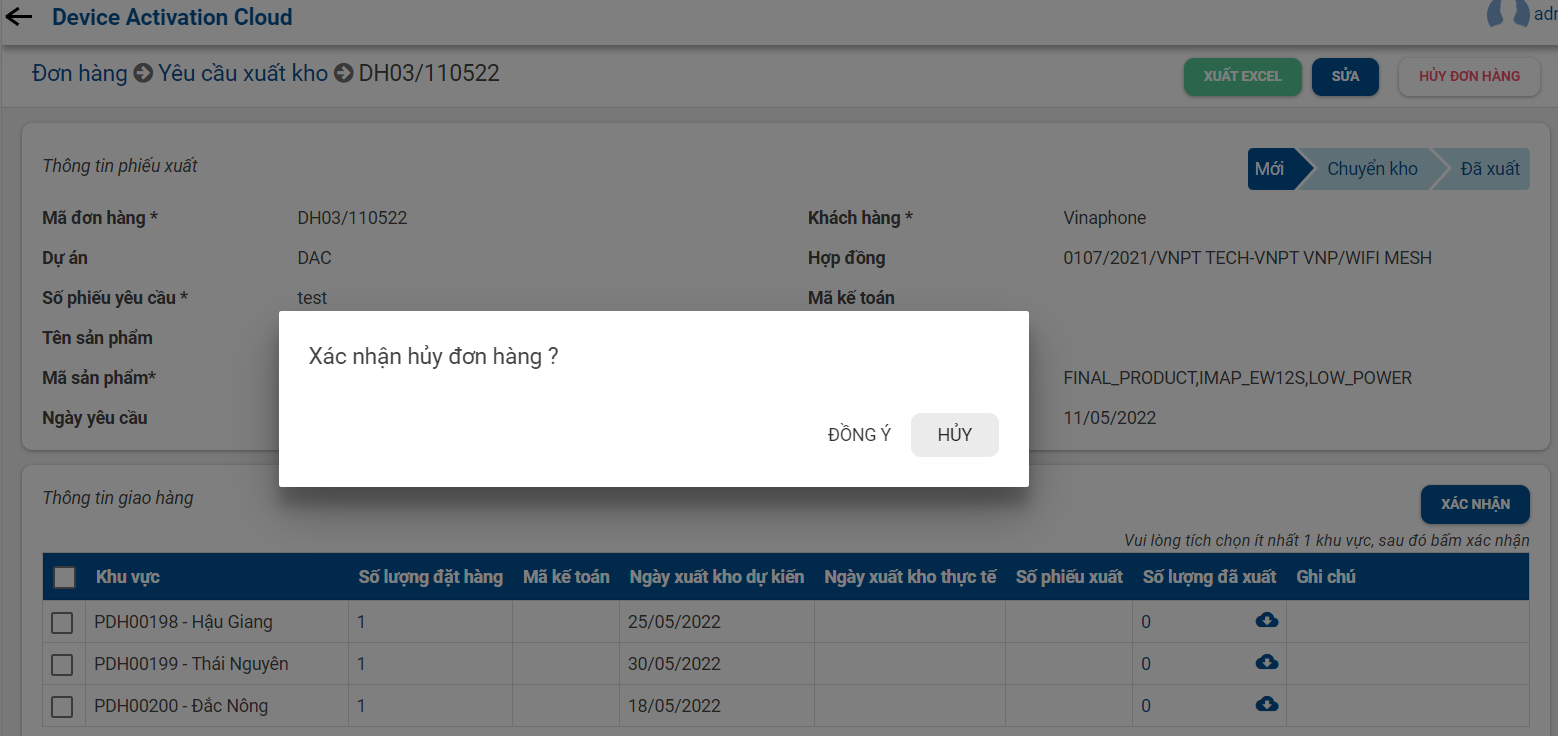 Device Activation Cloud
adr
Đơn hàng Yêu cầu xuất kho DH03/110522
XUẤT EXCEL SỬA HỦY ĐƠN HÀNG
Thông tin phiếu xuất
Mới Chuyển kho Đã xuất
Mã đơn hàng * DH03/110522 Khách hàng * Vinaphone
Dự án DAC Hợp đồng 0107/2021/VNPT TECH-VNPT VNP/WIFI MESH
Số phiếu yêu cầu * test Mã kế toán
Tên sản phẩm
Mã sản phẩm* FINAL_PRODUCT,IMAP_EW12S,LOW_POWER
Ngày yêu cầu 11/05/2022
Xác nhận hủy đơn hàng ?
ĐỒNG Ý HỦY
Thông tin giao hàng
XÁC NHẬN
Vui lòng tích chọn ít nhất 1 khu vực, sau đó bấm xác nhận
Khu vực Số lượng đặt hàng Mã kế toán Ngày xuất kho dự kiến Ngày xuất kho thực tế Số phiếu xuất Số lượng đã xuất Ghi chú
PDH00198 - Hậu Giang 1 25/05/2022 0
PDH00199 - Thái Nguyên 1 30/05/2022 0
PDH00200 - Đắc Nông 1 18/05/2022 0